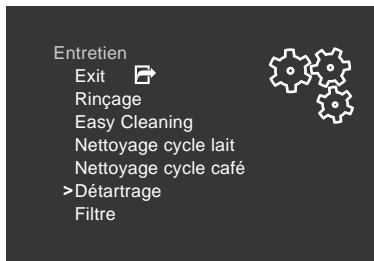 Entretien
Exit
Rinçage
Easy Cleaning
Nettoyage cycle lait
Nettoyage cycle café
>Détartrage
Filtre